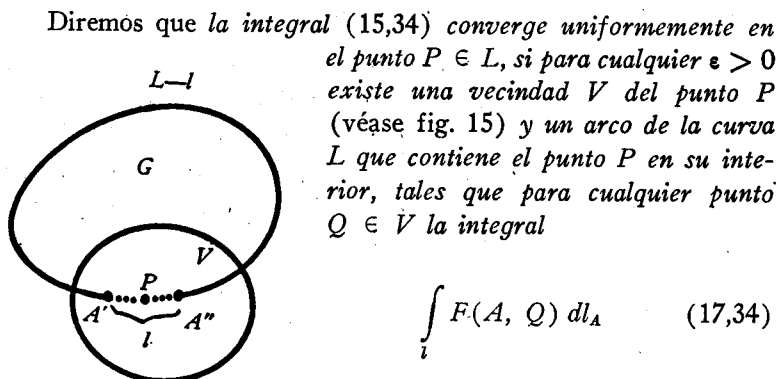 Diremos que la integral (15,34) converge uniformemente en
el punto P ∈ L, si para cualquier ε > 0
existe una vecindad V del punto P
(véase fig. 15) y un arco de la curva
L que contiene el punto P en su inte-
rior, tales que para cualquier punto
Q ∈ V la integral
L—l
G
V
P
A′ A″
l
∫ F(A, Q) dl_A (17,34)
l